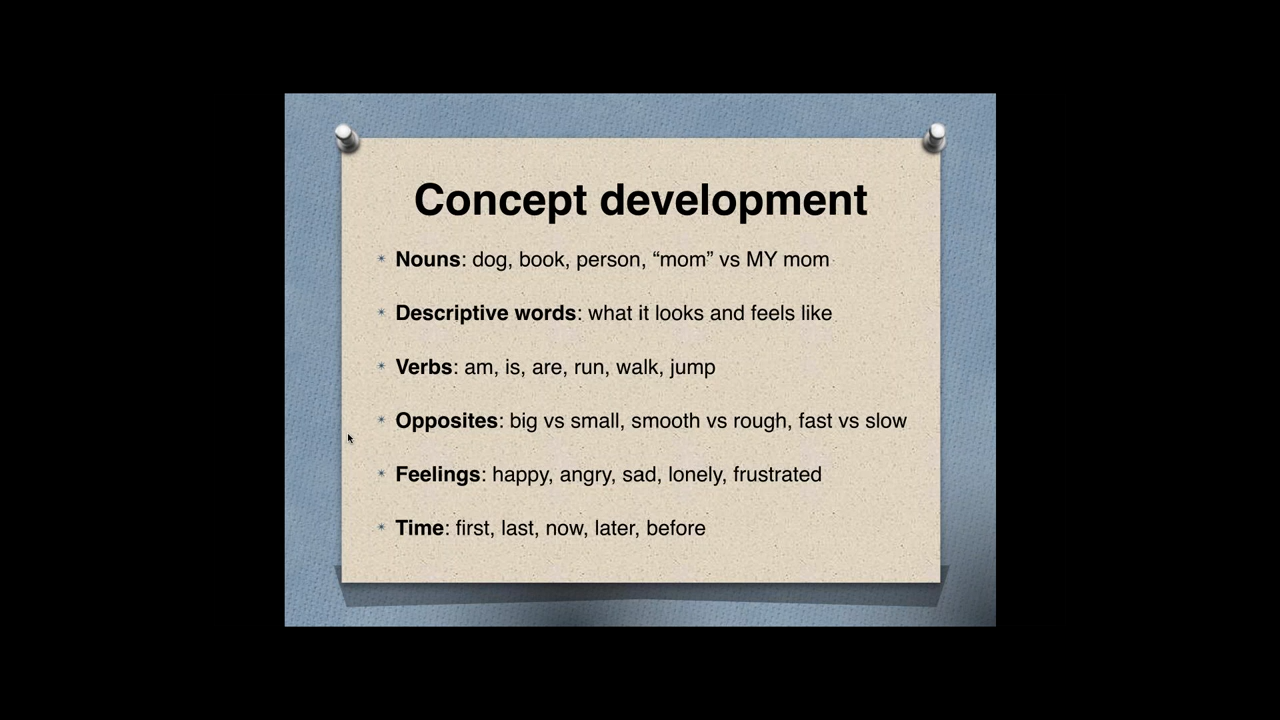 Concept development
Nouns: dog, book, person, “mom” vs MY mom
Descriptive words: what it looks and feels like
Verbs: am, is, are, run, walk, jump
Opposites: big vs small, smooth vs rough, fast vs slow
Feelings: happy, angry, sad, lonely, frustrated
Time: first, last, now, later, before